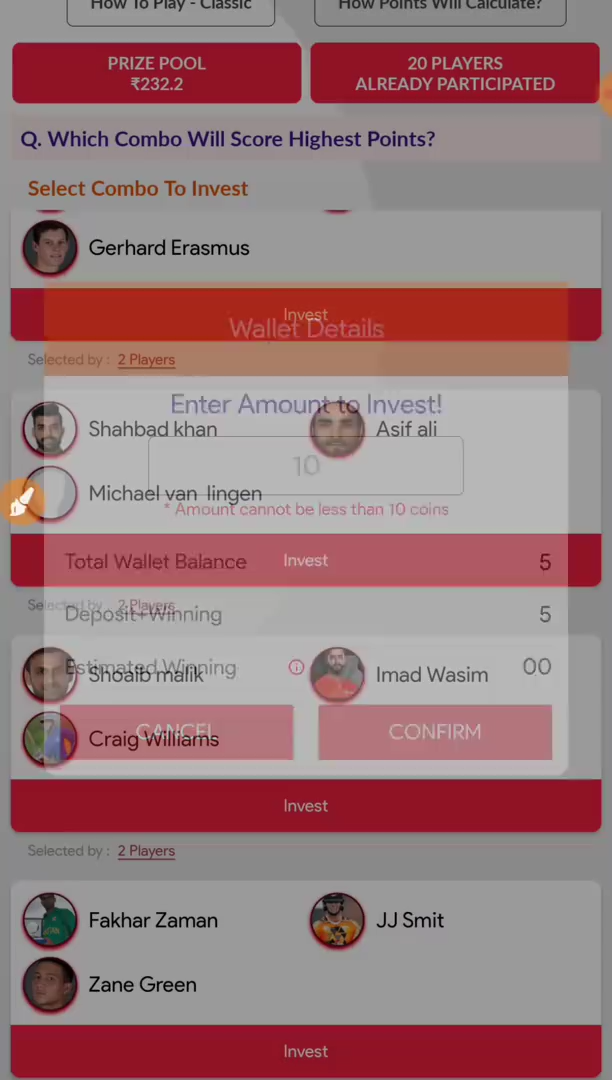 How To Play - Classic
How Points Will Calculate?
PRIZE POOL
₹232.2
20 PLAYERS
ALREADY PARTICIPATED
Q. Which Combo Will Score Highest Points?
Select Combo To Invest
Gerhard Erasmus
Invest
Wallet Details
Selected by : 2 Players
Enter Amount to Invest!
Shahbad khan
Asif ali
10
Michael van lingen
* Amount cannot be less than 10 coins
Total Wallet Balance
Invest
5
Selected by : 2 Players
Deposit+Winning
5
Estimated Winning
00
Shoaib malik
Imad Wasim
CANCEL
CONFIRM
Craig Williams
Invest
Selected by : 2 Players
Fakhar Zaman
JJ Smit
Zane Green
Invest